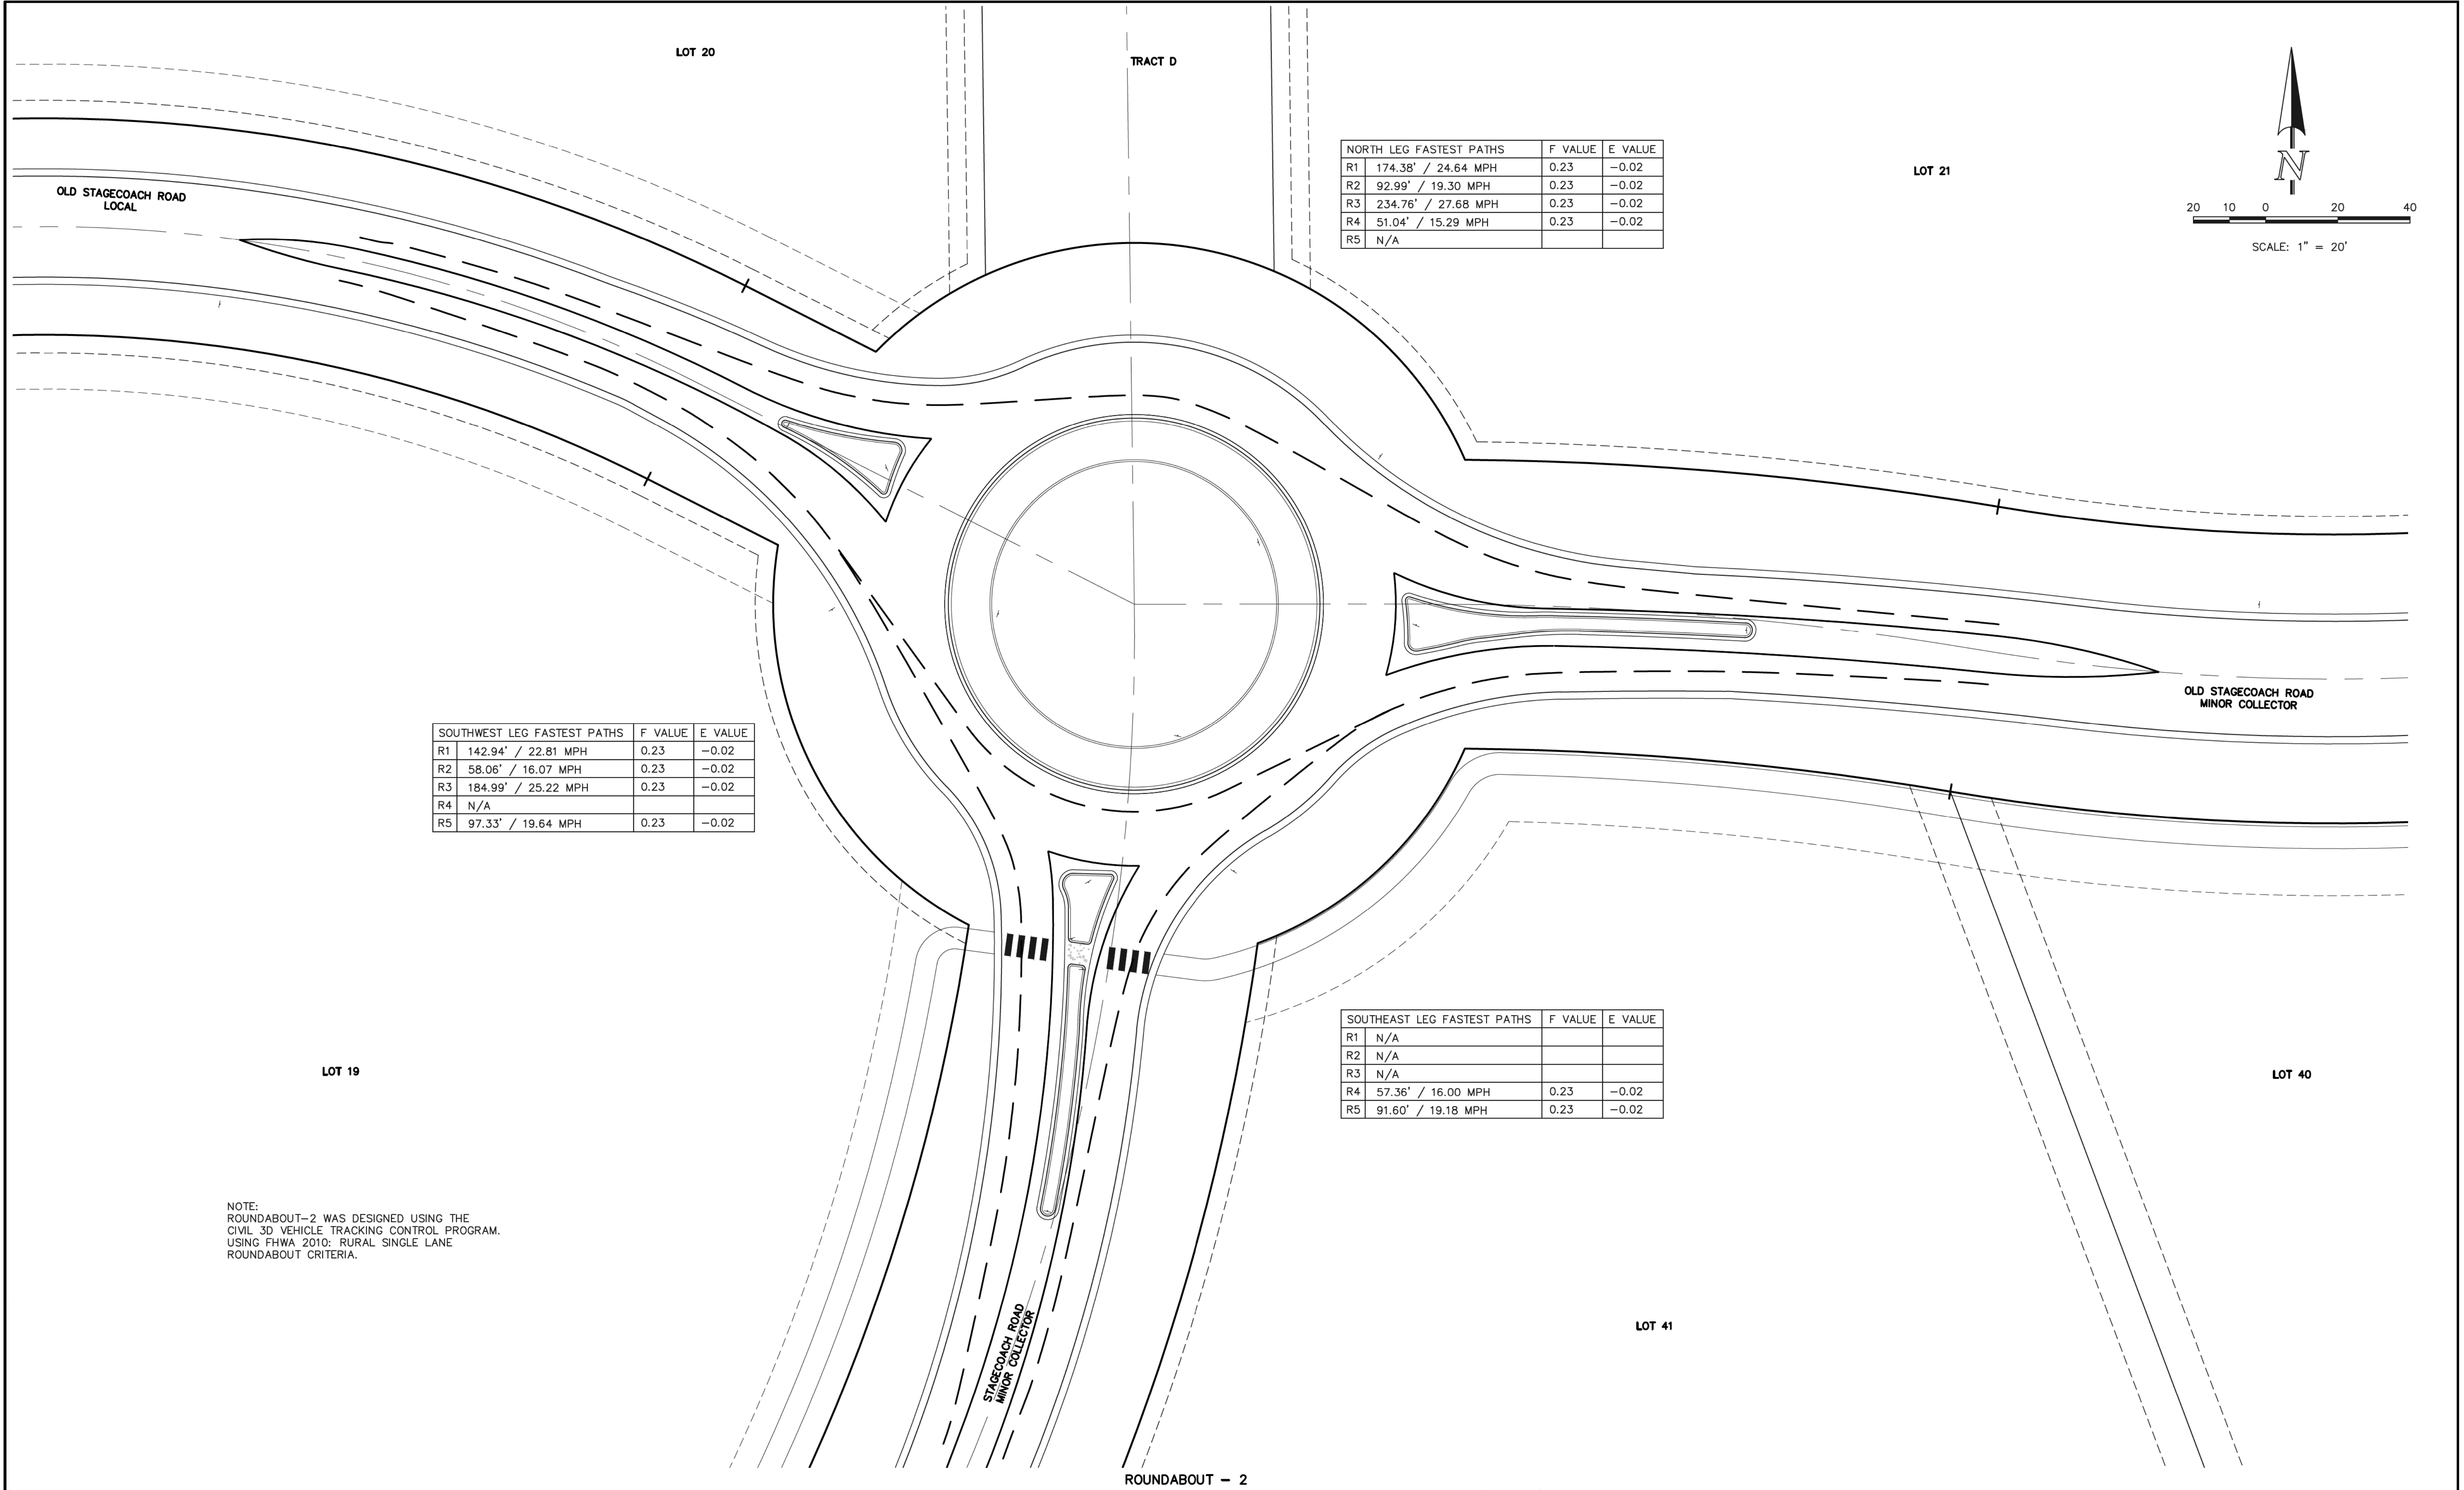 LOT 20
TRACT D
LOT 21
N
20 10 0 20 40
SCALE: 1" = 20'
OLD STAGECOACH ROAD
LOCAL
NORTH LEG FASTEST PATHS F VALUE E VALUE
R1 174.38' / 24.64 MPH 0.23 -0.02
R2 92.99' / 19.30 MPH 0.23 -0.02
R3 234.76' / 27.68 MPH 0.23 -0.02
R4 51.04' / 15.29 MPH 0.23 -0.02
R5 N/A
OLD STAGECOACH ROAD
MINOR COLLECTOR
SOUTHWEST LEG FASTEST PATHS F VALUE E VALUE
R1 142.94' / 22.81 MPH 0.23 -0.02
R2 58.06' / 16.07 MPH 0.23 -0.02
R3 184.99' / 25.22 MPH 0.23 -0.02
R4 N/A
R5 97.33' / 19.64 MPH 0.23 -0.02
SOUTHEAST LEG FASTEST PATHS F VALUE E VALUE
R1 N/A
R2 N/A
R3 N/A
R4 57.36' / 16.00 MPH 0.23 -0.02
R5 91.60' / 19.18 MPH 0.23 -0.02
LOT 19
LOT 40
NOTE:
ROUNDABOUT-2 WAS DESIGNED USING THE
CIVIL 3D VEHICLE TRACKING CONTROL PROGRAM.
USING FHWA 2010: RURAL SINGLE LANE
ROUNDABOUT CRITERIA.
LOT 41
STAGECOACH ROAD
MINOR COLLECTOR
ROUNDABOUT - 2